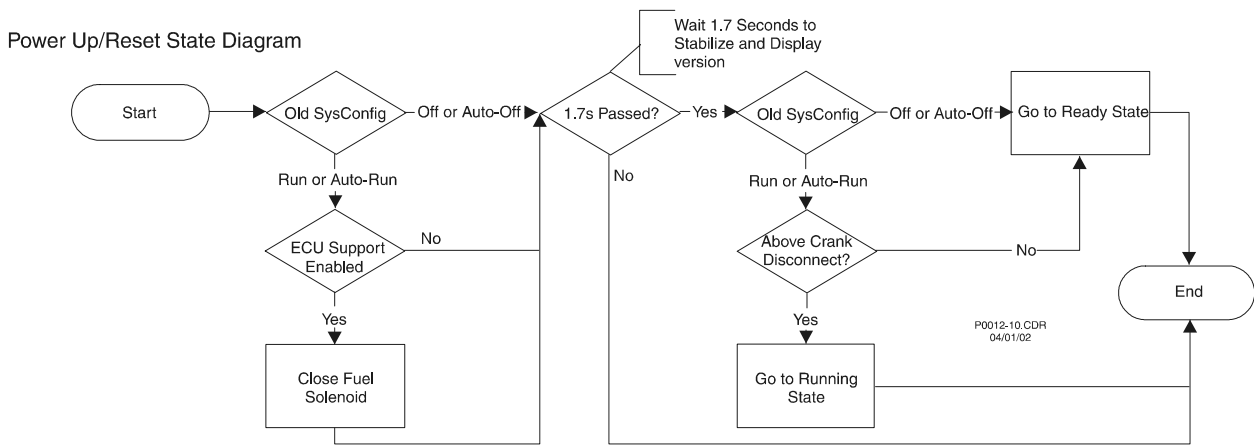 Power Up/Reset State Diagram
Wait 1.7 Seconds to
Stabilize and Display
version
Start
Old SysConfig
Off or Auto-Off
1.7s Passed?
Yes
Old SysConfig
Off or Auto-Off
Go to Ready State
Run or Auto-Run
No
Run or Auto-Run
ECU Support
Enabled
No
Above Crank
Disconnect?
No
End
Yes
Yes
P0012-10.CDR
04/01/02
Close Fuel
Solenoid
Go to Running
State